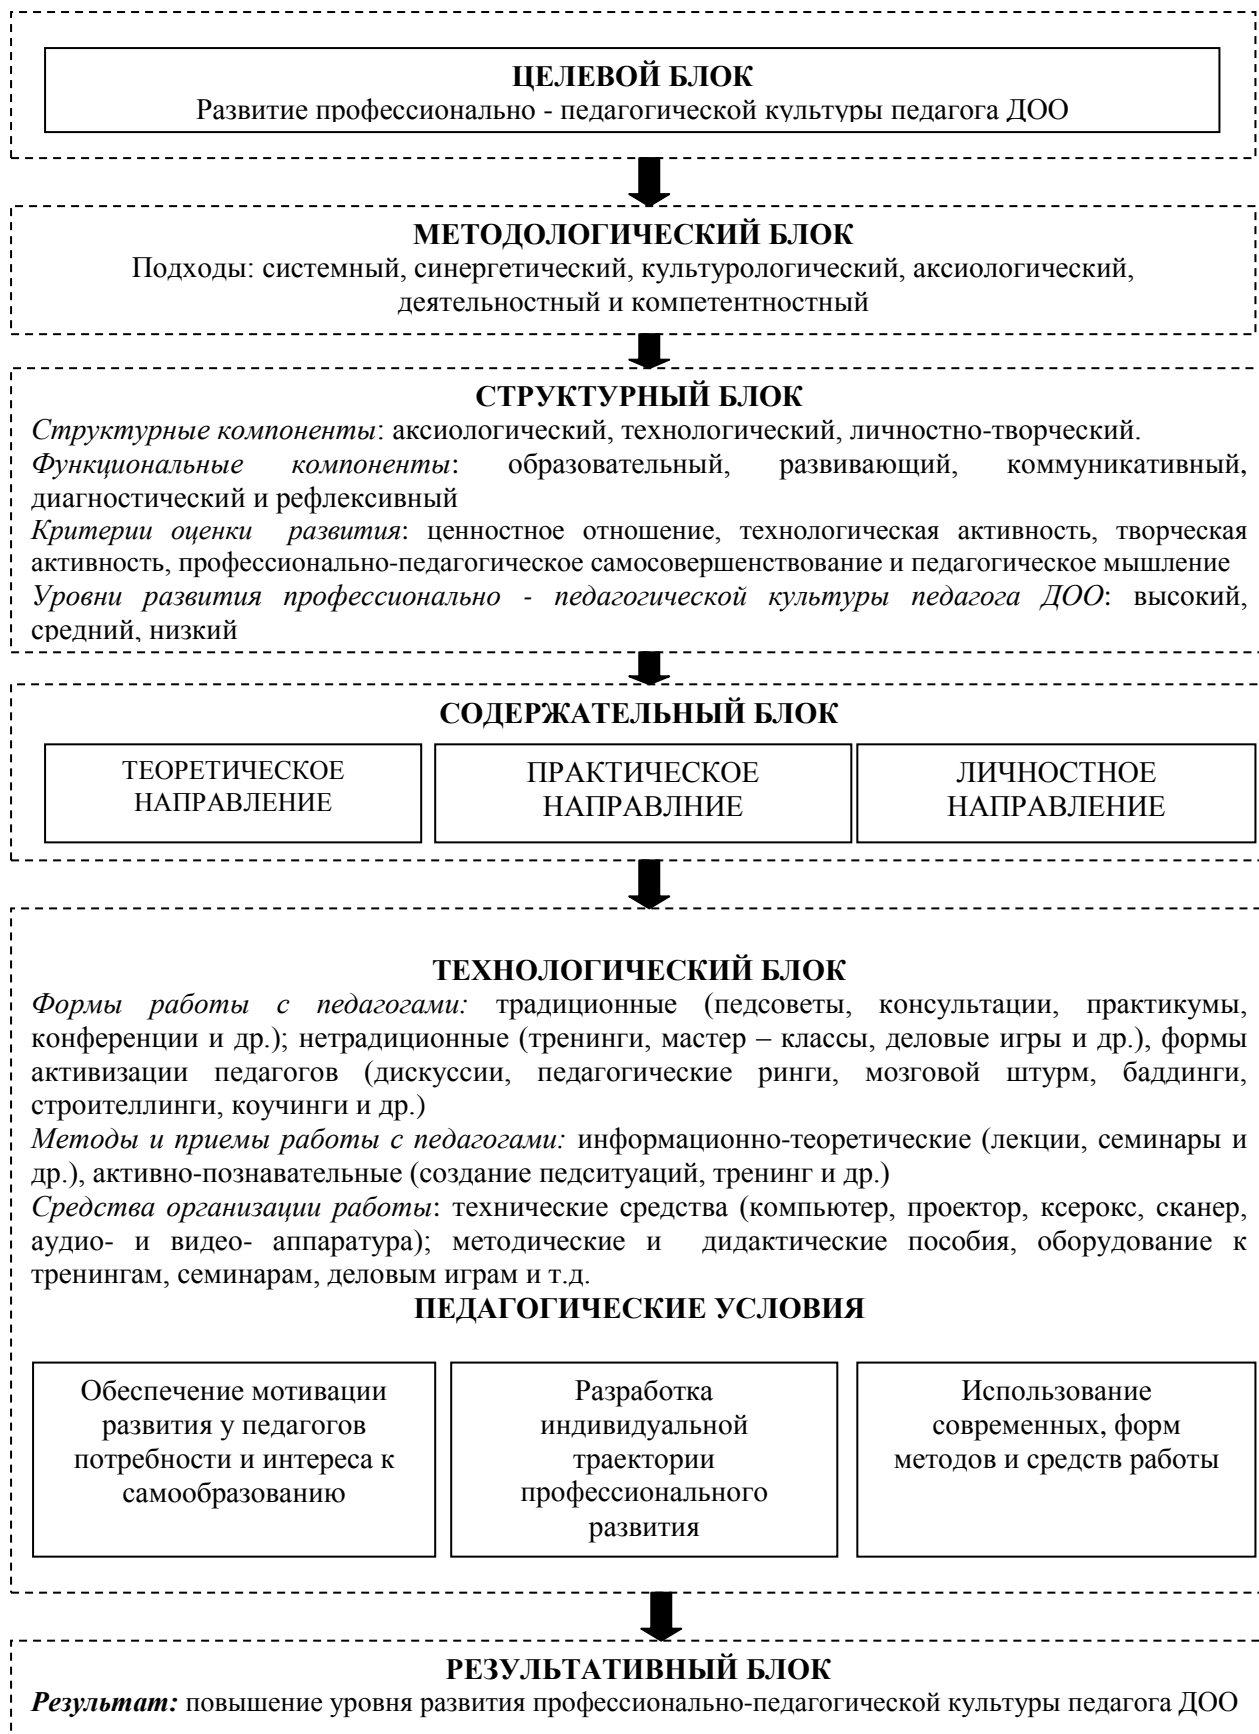 ЦЕЛЕВОЙ БЛОК
Развитие профессионально - педагогической культуры педагога ДОО
МЕТОДОЛОГИЧЕСКИЙ БЛОК
Подходы: системный, синергетический, культурологический, аксиологический,
деятельностный и компетентностный
СТРУКТУРНЫЙ БЛОК
Структурные компоненты: аксиологический, технологический, личностно-творческий.
Функциональные компоненты: образовательный, развивающий, коммуникативный,
диагностический и рефлексивный
Критерии оценки развития: ценностное отношение, технологическая активность, творческая
активность, профессионально-педагогическое самосовершенствование и педагогическое мышление
Уровни развития профессионально - педагогической культуры педагога ДОО: высокий,
средний, низкий
СОДЕРЖАТЕЛЬНЫЙ БЛОК
ТЕОРЕТИЧЕСКОЕ
НАПРАВЛЕНИЕ
ПРАКТИЧЕСКОЕ
НАПРАВЛНИЕ
ЛИЧНОСТНОЕ
НАПРАВЛЕНИЕ
ТЕХНОЛОГИЧЕСКИЙ БЛОК
Формы работы с педагогами: традиционные (педсоветы, консультации, практикумы,
конференции и др.); нетрадиционные (тренинги, мастер – классы, деловые игры и др.), формы
активизации педагогов (дискуссии, педагогические ринги, мозговой штурм, баддинги,
строителлинги, коучинги и др.)
Методы и приемы работы с педагогами: информационно-теоретические (лекции, семинары и
др.), активно-познавательные (создание педситуаций, тренинг и др.)
Средства организации работы: технические средства (компьютер, проектор, ксерокс, сканер,
аудио- и видео- аппаратура); методические и дидактические пособия, оборудование к
тренингам, семинарам, деловым играм и т.д.
ПЕДАГОГИЧЕСКИЕ УСЛОВИЯ
Обеспечение мотивации
развития у педагогов
потребности и интереса к
самообразованию
Разработка
индивидуальной
траектории
профессионального
развития
Использование
современных, форм
методов и средств работы
РЕЗУЛЬТАТИВНЫЙ БЛОК
Результат: повышение уровня развития профессионально-педагогической культуры педагога ДОО